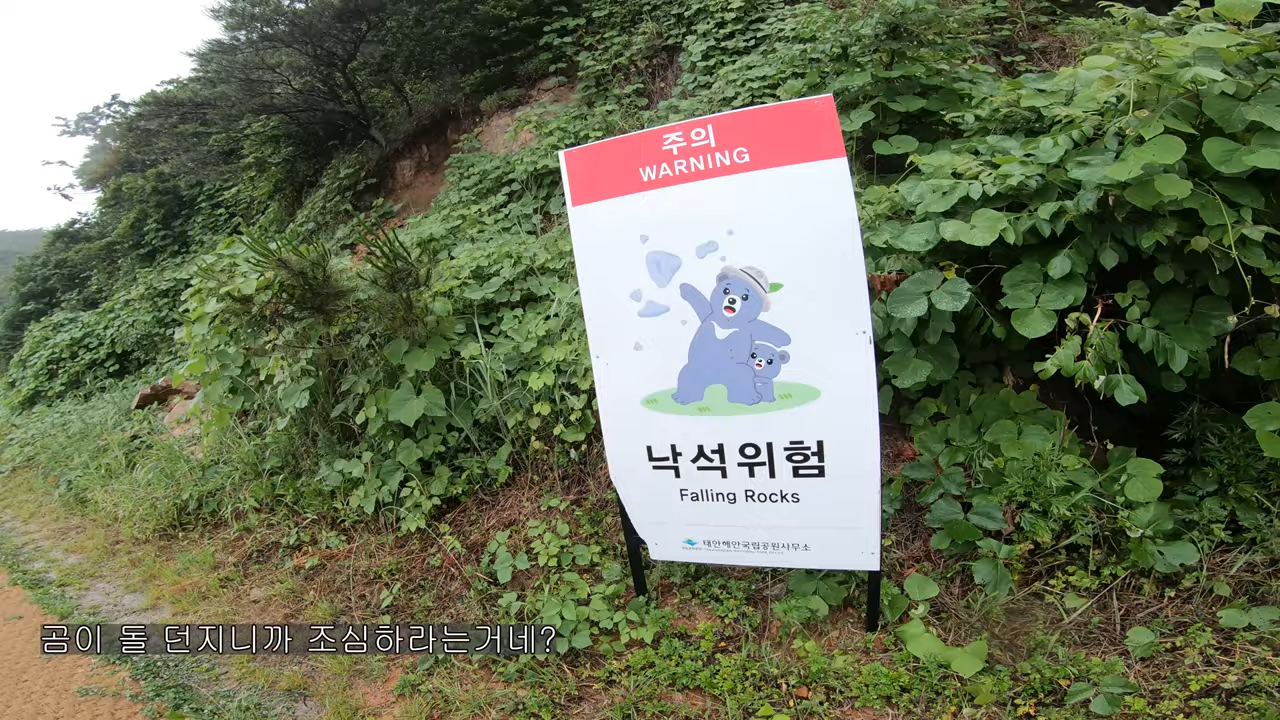 주의
WARNING
낙석위험
Falling Rocks
태안해안국립공원사무소
곰이 돌 던지니까 조심하라는거네?